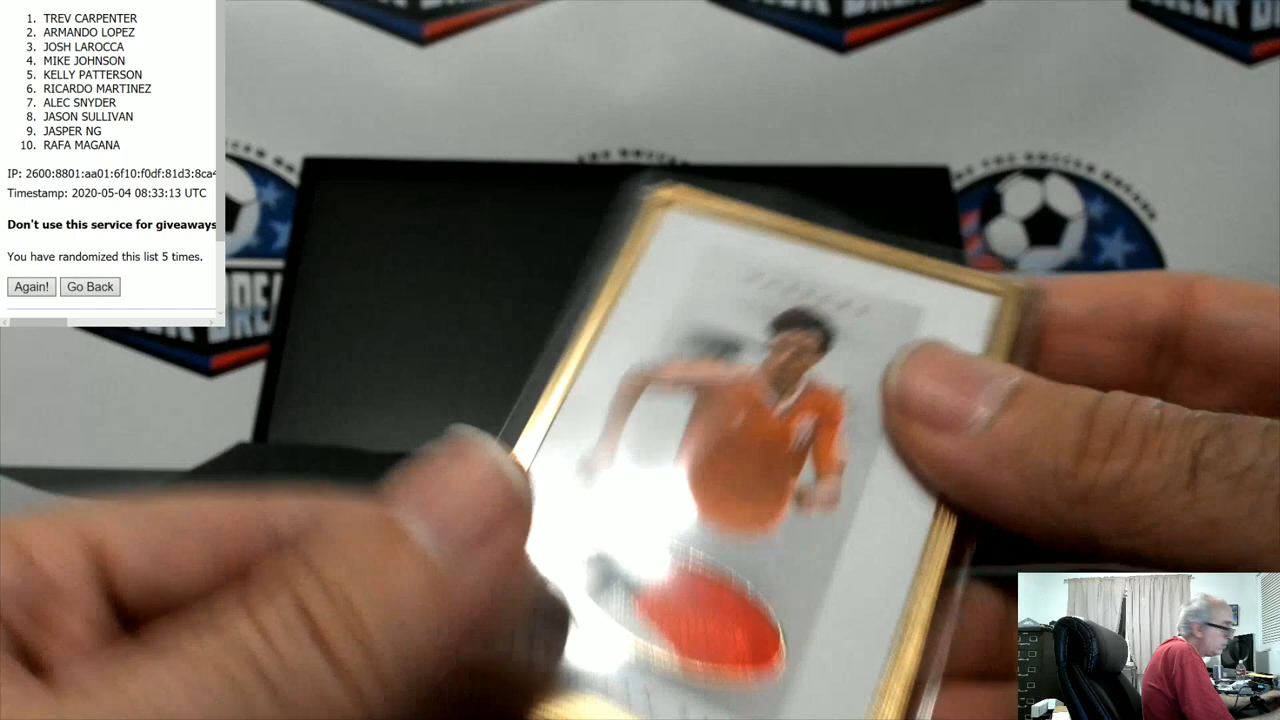 1. TREV CARPENTER
2. ARMANDO LOPEZ
3. JOSH LAROCCA
4. MIKE JOHNSON
5. KELLY PATTERSON
6. RICARDO MARTINEZ
7. ALEC SNYDER
8. JASON SULLIVAN
9. JASPER NG
10. RAFA MAGANA
IP: 2600:8801:aa01:6f10:f0df:81d3:8ca
Timestamp: 2020-05-04 08:33:13 UTC
Don't use this service for giveaways
You have randomized this list 5 times.
Again! Go Back